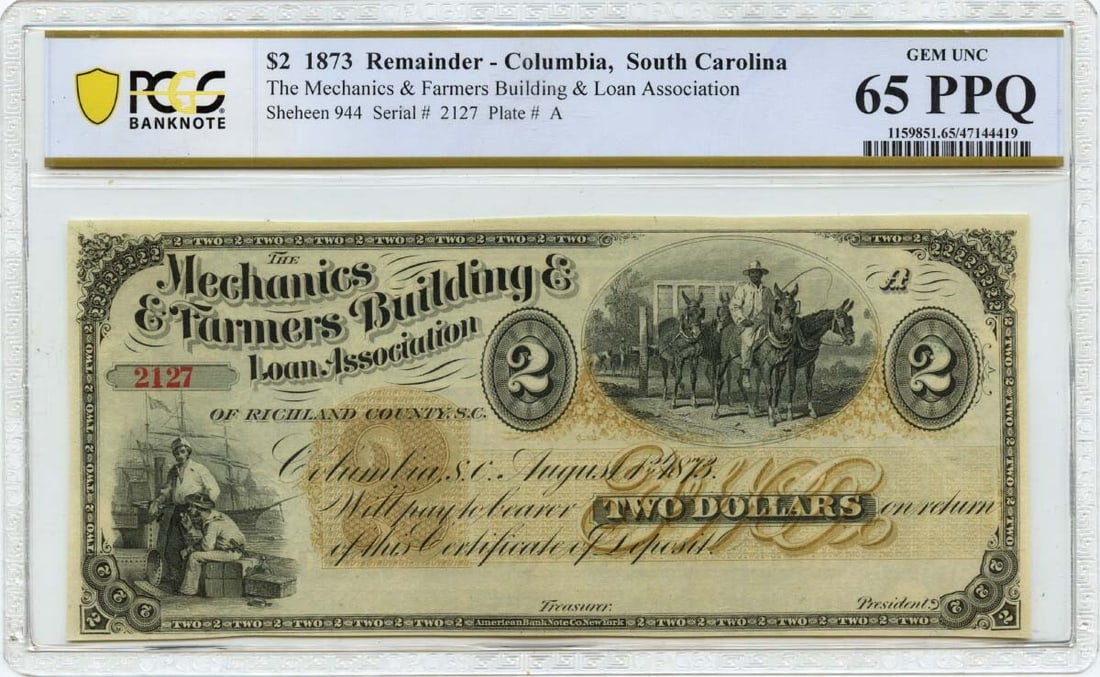 PCGS
BANKNOTE
$2 1873 Remainder - Columbia, South Carolina
The Mechanics & Farmers Building & Loan Association
Sheheen 944 Serial # 2127 Plate # A
GEM UNC
65 PPQ
1159851.65/47144419
2 TWO 2 TWO 2 TWO 2 TWO 2 TWO 2 TWO 2 TWO
2 TWO 2
THE
Mechanics
& Farmers Building &
Loan Association
A
2127
2
2
OF RICHLAND COUNTY, S.C.
Columbia, S.C. August 1st, 1873.
Will pay to bearer TWO DOLLARS on return
of this Certificate of Deposit.
Treasurer.
President.
TWO 2 TWO 2 TWO 2 TWO 2 TWO 2 American Bank Note Co. New York 2 TWO 2 TWO 2 TWO 2 TWO 2 TWO